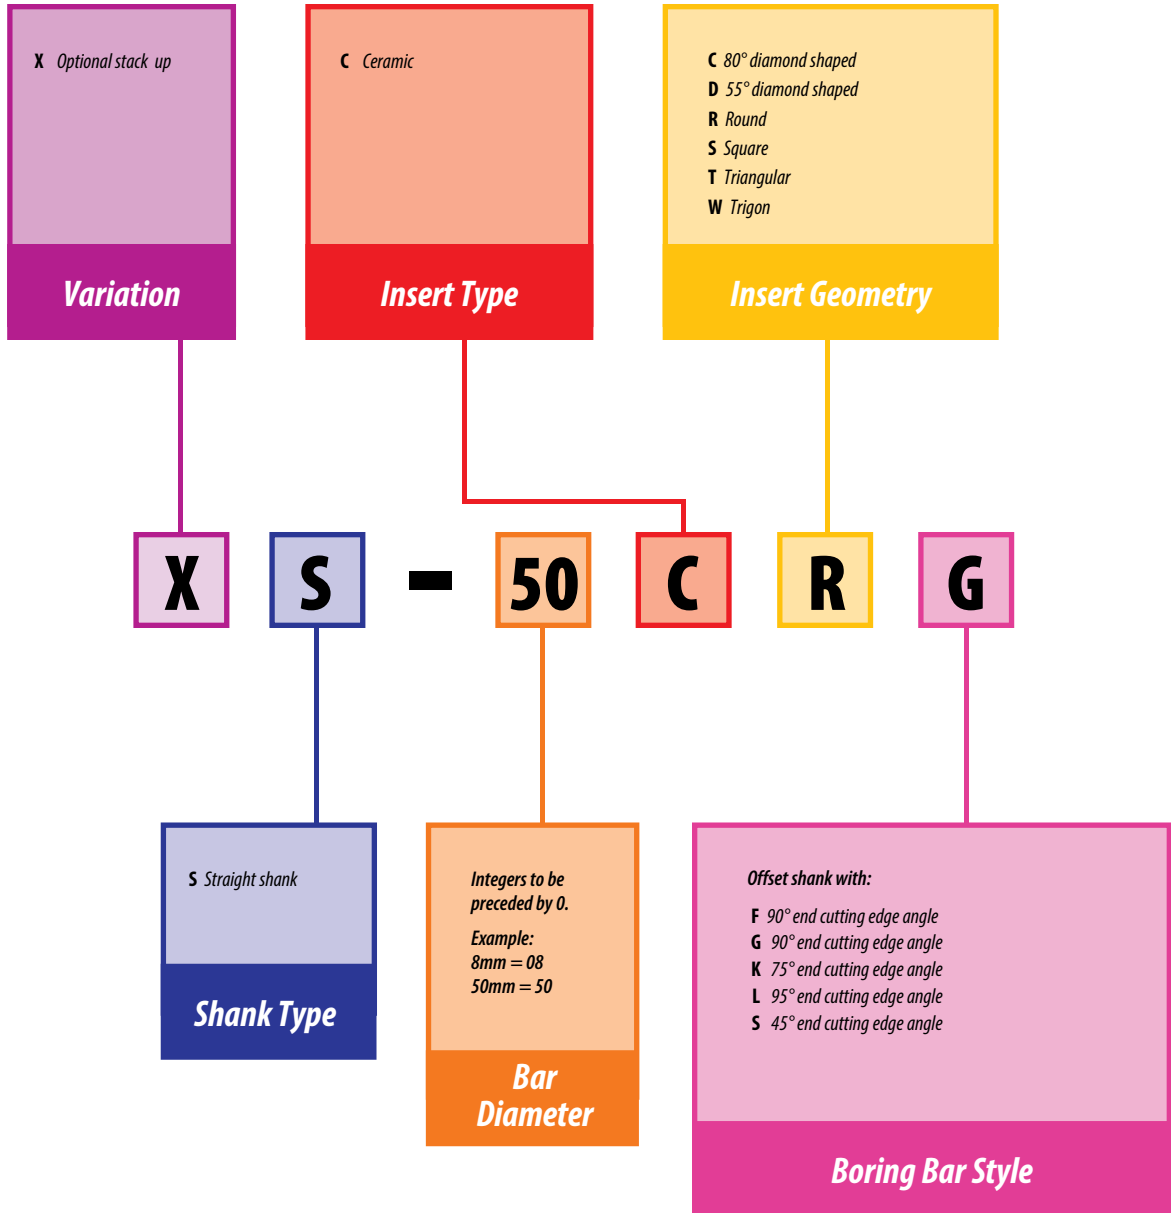 X Optional stack up
Variation
C Ceramic
Insert Type
C 80° diamond shaped
D 55° diamond shaped
R Round
S Square
T Triangular
W Trigon
Insert Geometry
X S - 50 C R G
S Straight shank
Shank Type
Integers to be
preceded by 0.
Example:
8mm = 08
50mm = 50
Bar
Diameter
Offset shank with:
F 90° end cutting edge angle
G 90° end cutting edge angle
K 75° end cutting edge angle
L 95° end cutting edge angle
S 45° end cutting edge angle
Boring Bar Style